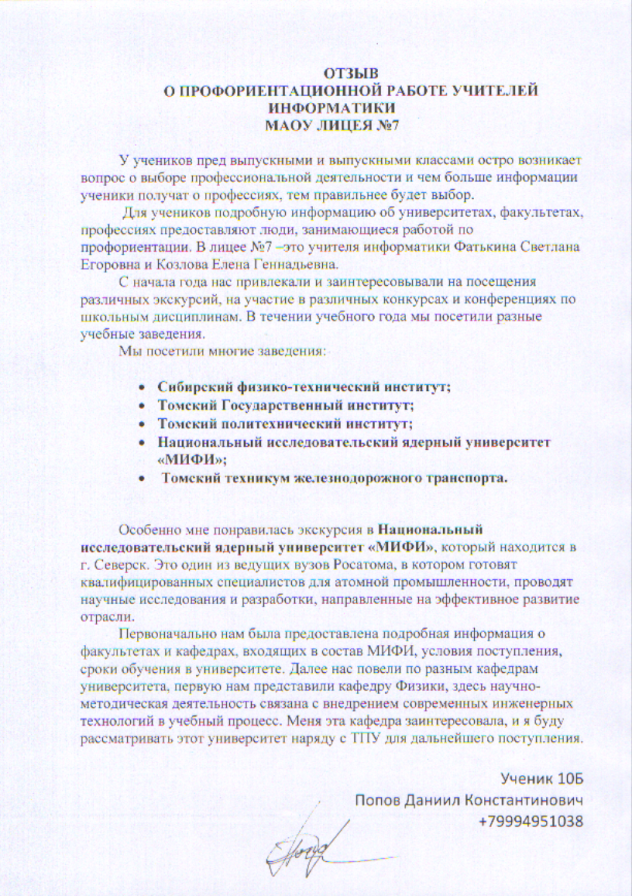 ОТЗЫВ
О ПРОФОРИЕНТАЦИОННОЙ РАБОТЕ УЧИТЕЛЕЙ
ИНФОРМАТИКИ
МАОУ ЛИЦЕЯ №7
У учеников пред выпускными и выпускными классами остро возникает
вопрос о выборе профессиональной деятельности и чем больше информации
ученики получат о профессиях, тем правильнее будет выбор.
Для учеников подробную информацию об университетах, факультетах,
профессиях предоставляют люди, занимающиеся работой по
профориентации. В лицее №7 –это учителя информатики Фатькина Светлана
Егоровна и Козлова Елена Геннадьевна.
С начала года нас привлекали и заинтересовывали на посещения
различных экскурсий, на участие в различных конкурсах и конференциях по
школьным дисциплинам. В течении учебного года мы посетили разные
учебные заведения.
Мы посетили многие заведения:
• Сибирский физико-технический институт;
• Томский Государственный институт;
• Томский политехнический институт;
• Национальный исследовательский ядерный университет
«МИФИ»;
• Томский техникум железнодорожного транспорта.
Особенно мне понравилась экскурсия в Национальный
исследовательский ядерный университет «МИФИ», который находится в
г. Северск. Это один из ведущих вузов Росатома, в котором готовят
квалифицированных специалистов для атомной промышленности, проводят
научные исследования и разработки, направленные на эффективное развитие
отрасли.
Первоначально нам была предоставлена подробная информация о
факультетах и кафедрах, входящих в состав МИФИ, условия поступления,
сроки обучения в университете. Далее нас повели по разным кафедрам
университета, первую нам представили кафедру Физики, здесь научно-
методическая деятельность связана с внедрением современных инженерных
технологий в учебный процесс. Меня эта кафедра заинтересовала, и я буду
рассматривать этот университет наряду с ТПУ для дальнейшего поступления.
Ученик 10Б
Попов Даниил Константинович
+79994951038